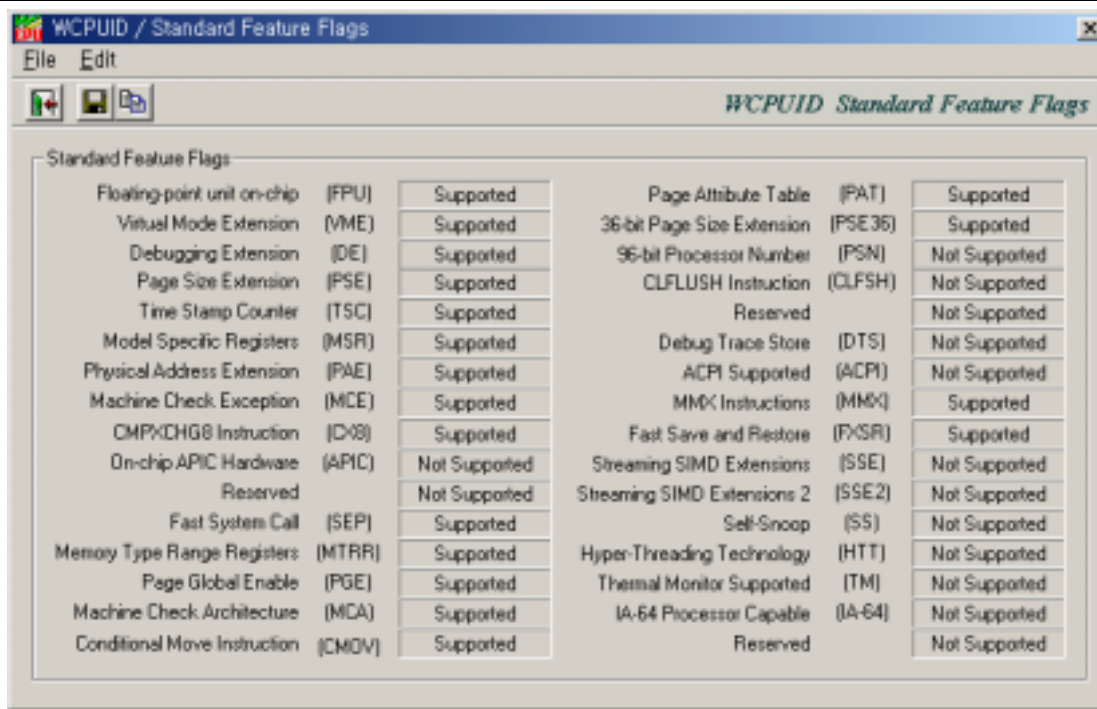 WCPUID / Standard Feature Flags
File Edit
WCPUID Standard Feature Flags
Standard Feature Flags
Floating-point unit on-chip (FPU) Supported
Virtual Mode Extension (VME) Supported
Debugging Extension (DE) Supported
Page Size Extension (PSE) Supported
Time Stamp Counter (TSC) Supported
Model Specific Registers (MSR) Supported
Physical Address Extension (PAE) Supported
Machine Check Exception (MCE) Supported
CMPXCHG8 Instruction (CX8) Supported
On-chip APIC Hardware (APIC) Not Supported
Reserved Not Supported
Fast System Call (SEP) Supported
Memory Type Range Registers (MTRR) Supported
Page Global Enable (PGE) Supported
Machine Check Architecture (MCA) Supported
Conditional Move Instruction (CMOV) Supported
Page Attribute Table (PAT) Supported
36-bit Page Size Extension (PSE36) Supported
96-bit Processor Number (PSN) Not Supported
CLFLUSH Instruction (CLFSH) Not Supported
Reserved Not Supported
Debug Trace Store (DTS) Not Supported
ACPI Supported (ACPI) Not Supported
MMX Instructions (MMX) Supported
Fast Save and Restore (FXSR) Supported
Streaming SIMD Extensions (SSE) Not Supported
Streaming SIMD Extensions 2 (SSE2) Not Supported
Self-Snoop (SS) Not Supported
Hyper-Threading Technology (HTT) Not Supported
Thermal Monitor Supported (TM) Not Supported
IA-64 Processor Capable (IA-64) Not Supported
Reserved Not Supported